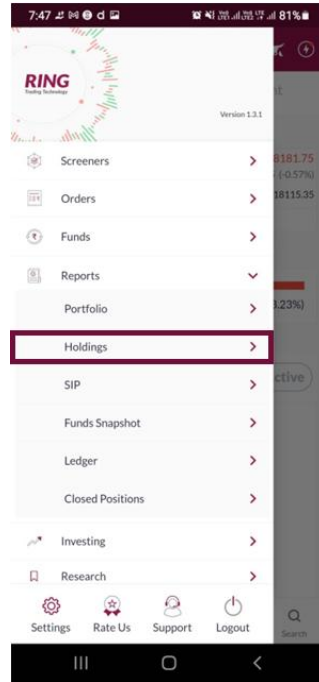 7:47
81%
RING
Trading Technology
Version 1.3.1
8181.75
(-0.57%)
18115.35
Screeners
Orders
Funds
Reports
3.23%)
Portfolio
Holdings
SIP
ctive
Funds Snapshot
Ledger
Closed Positions
Investing
Research
Settings
Rate Us
Support
Logout
Search